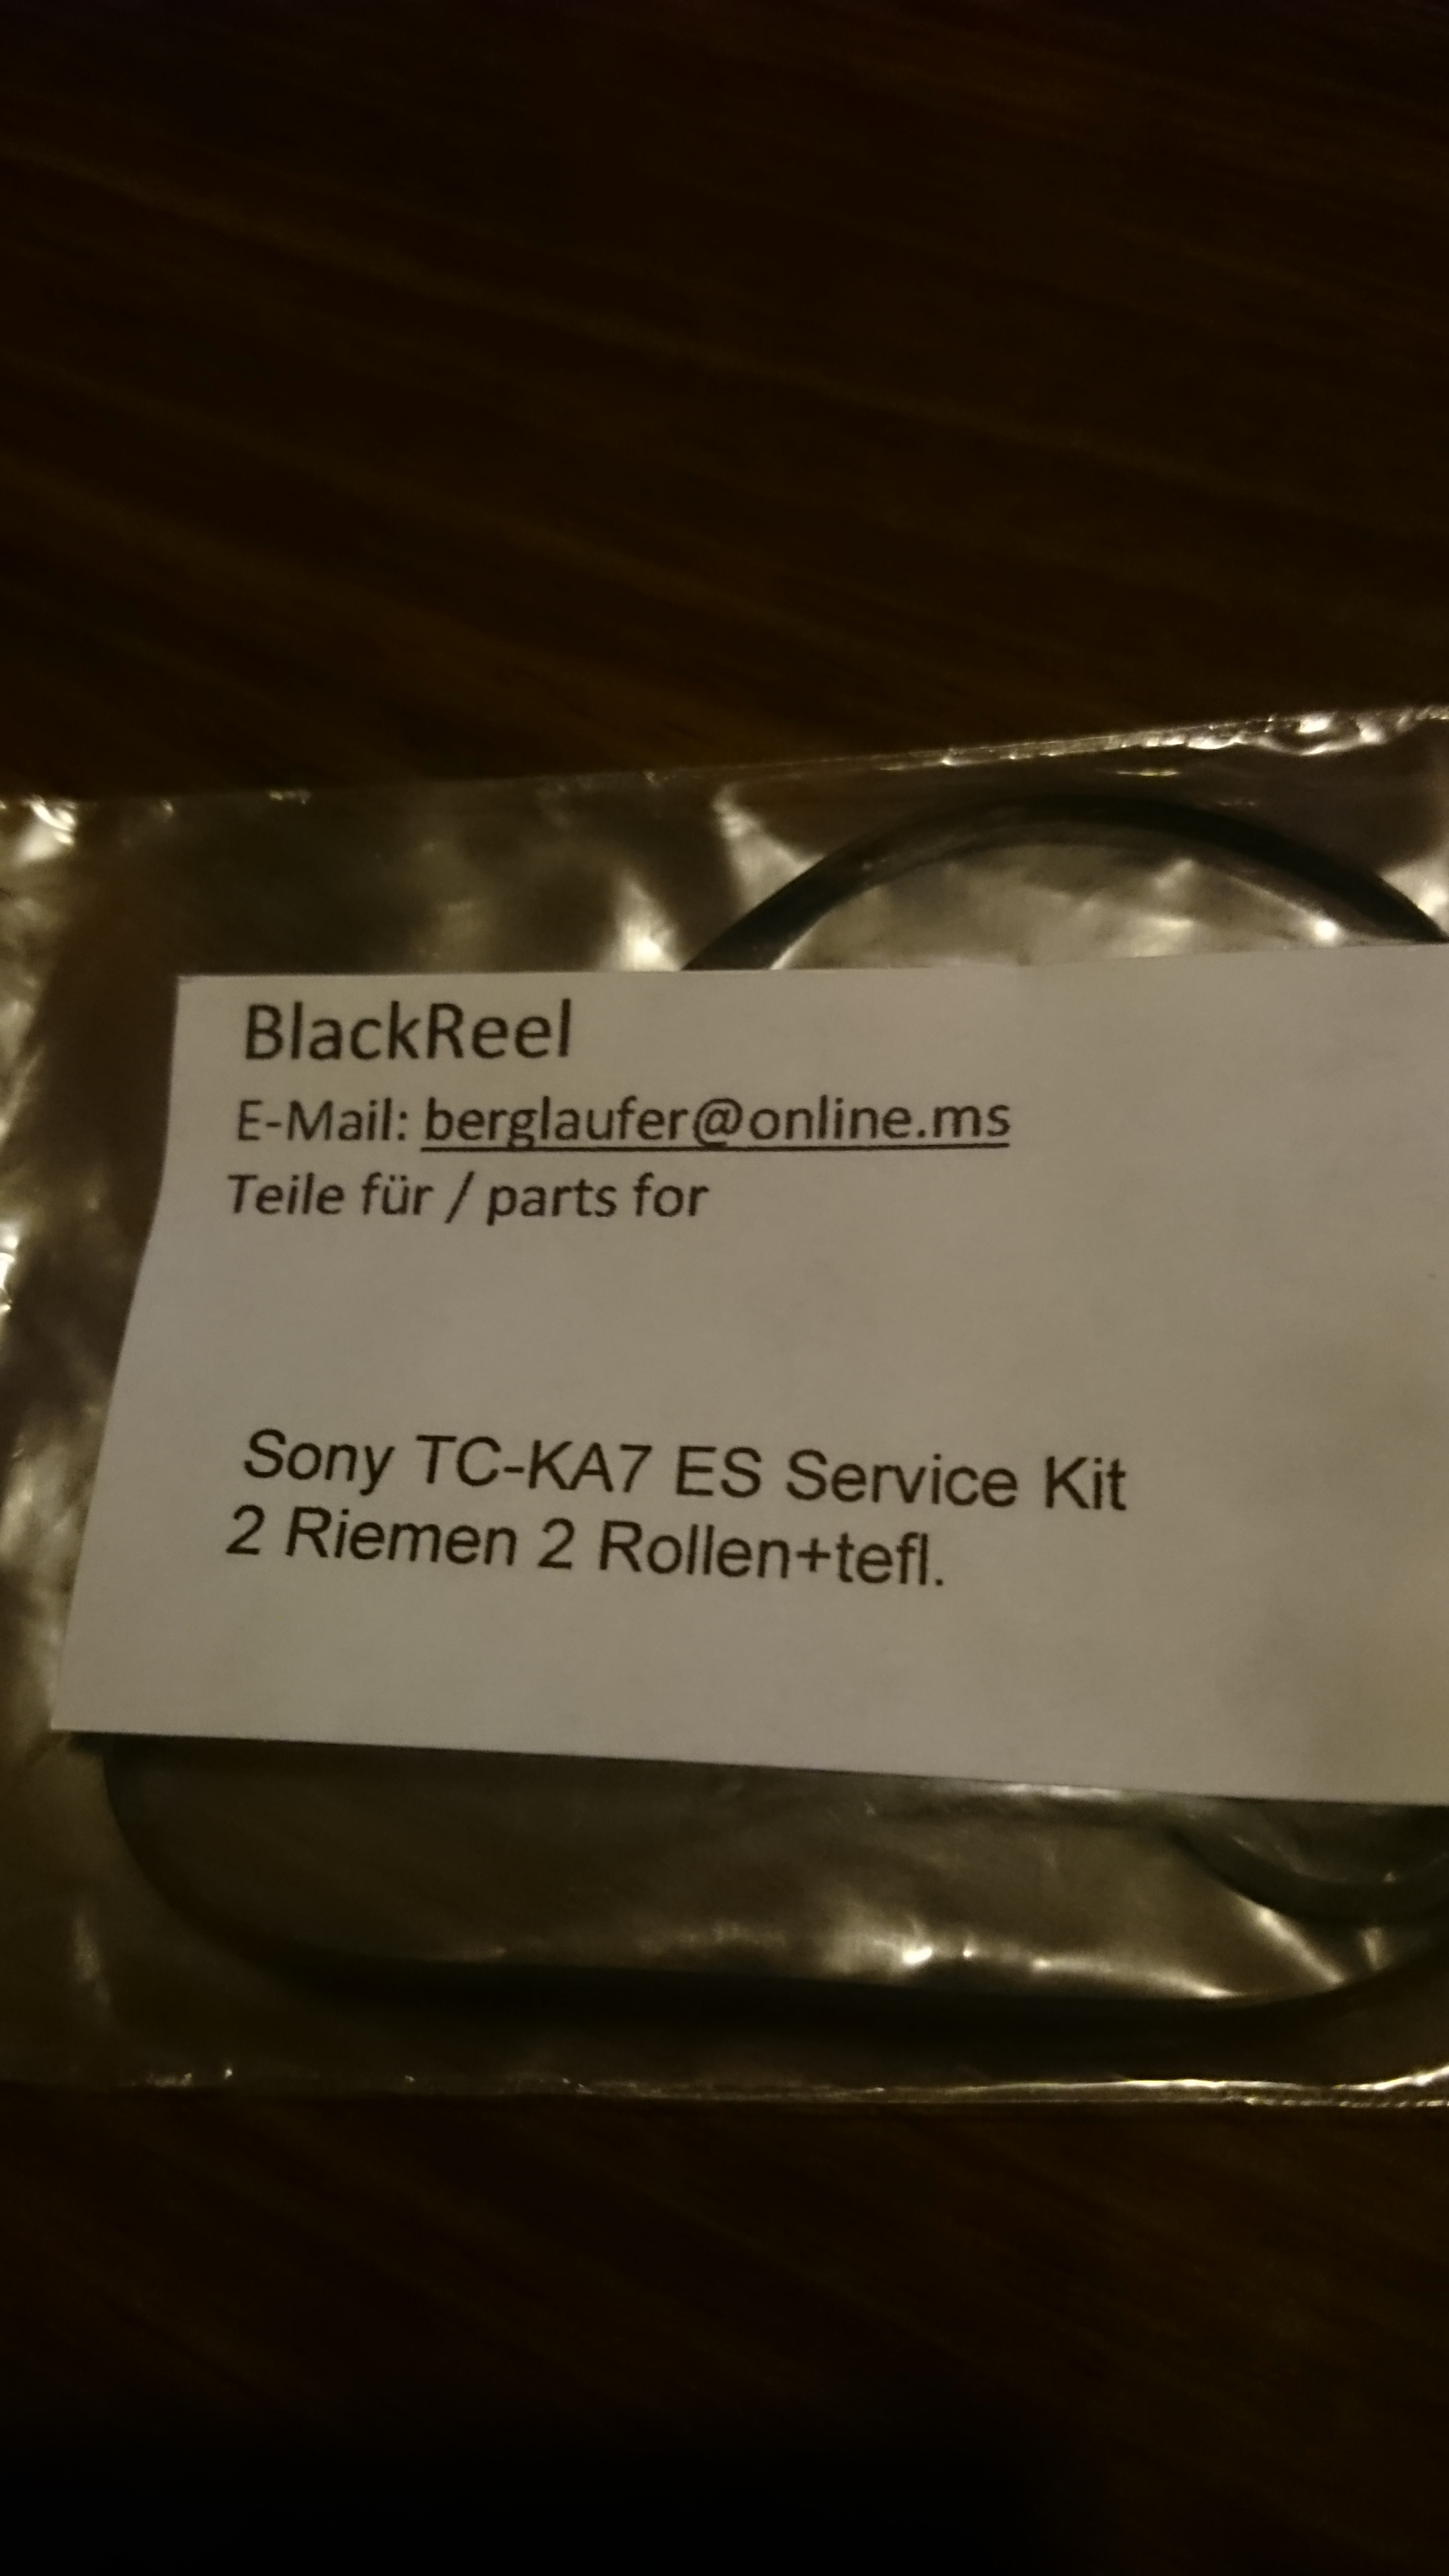 BlackReel
E-Mail: berglaufer@online.ms
Teile für / parts for
Sony TC-KA7 ES Service Kit
2 Riemen 2 Rollen+tefl.